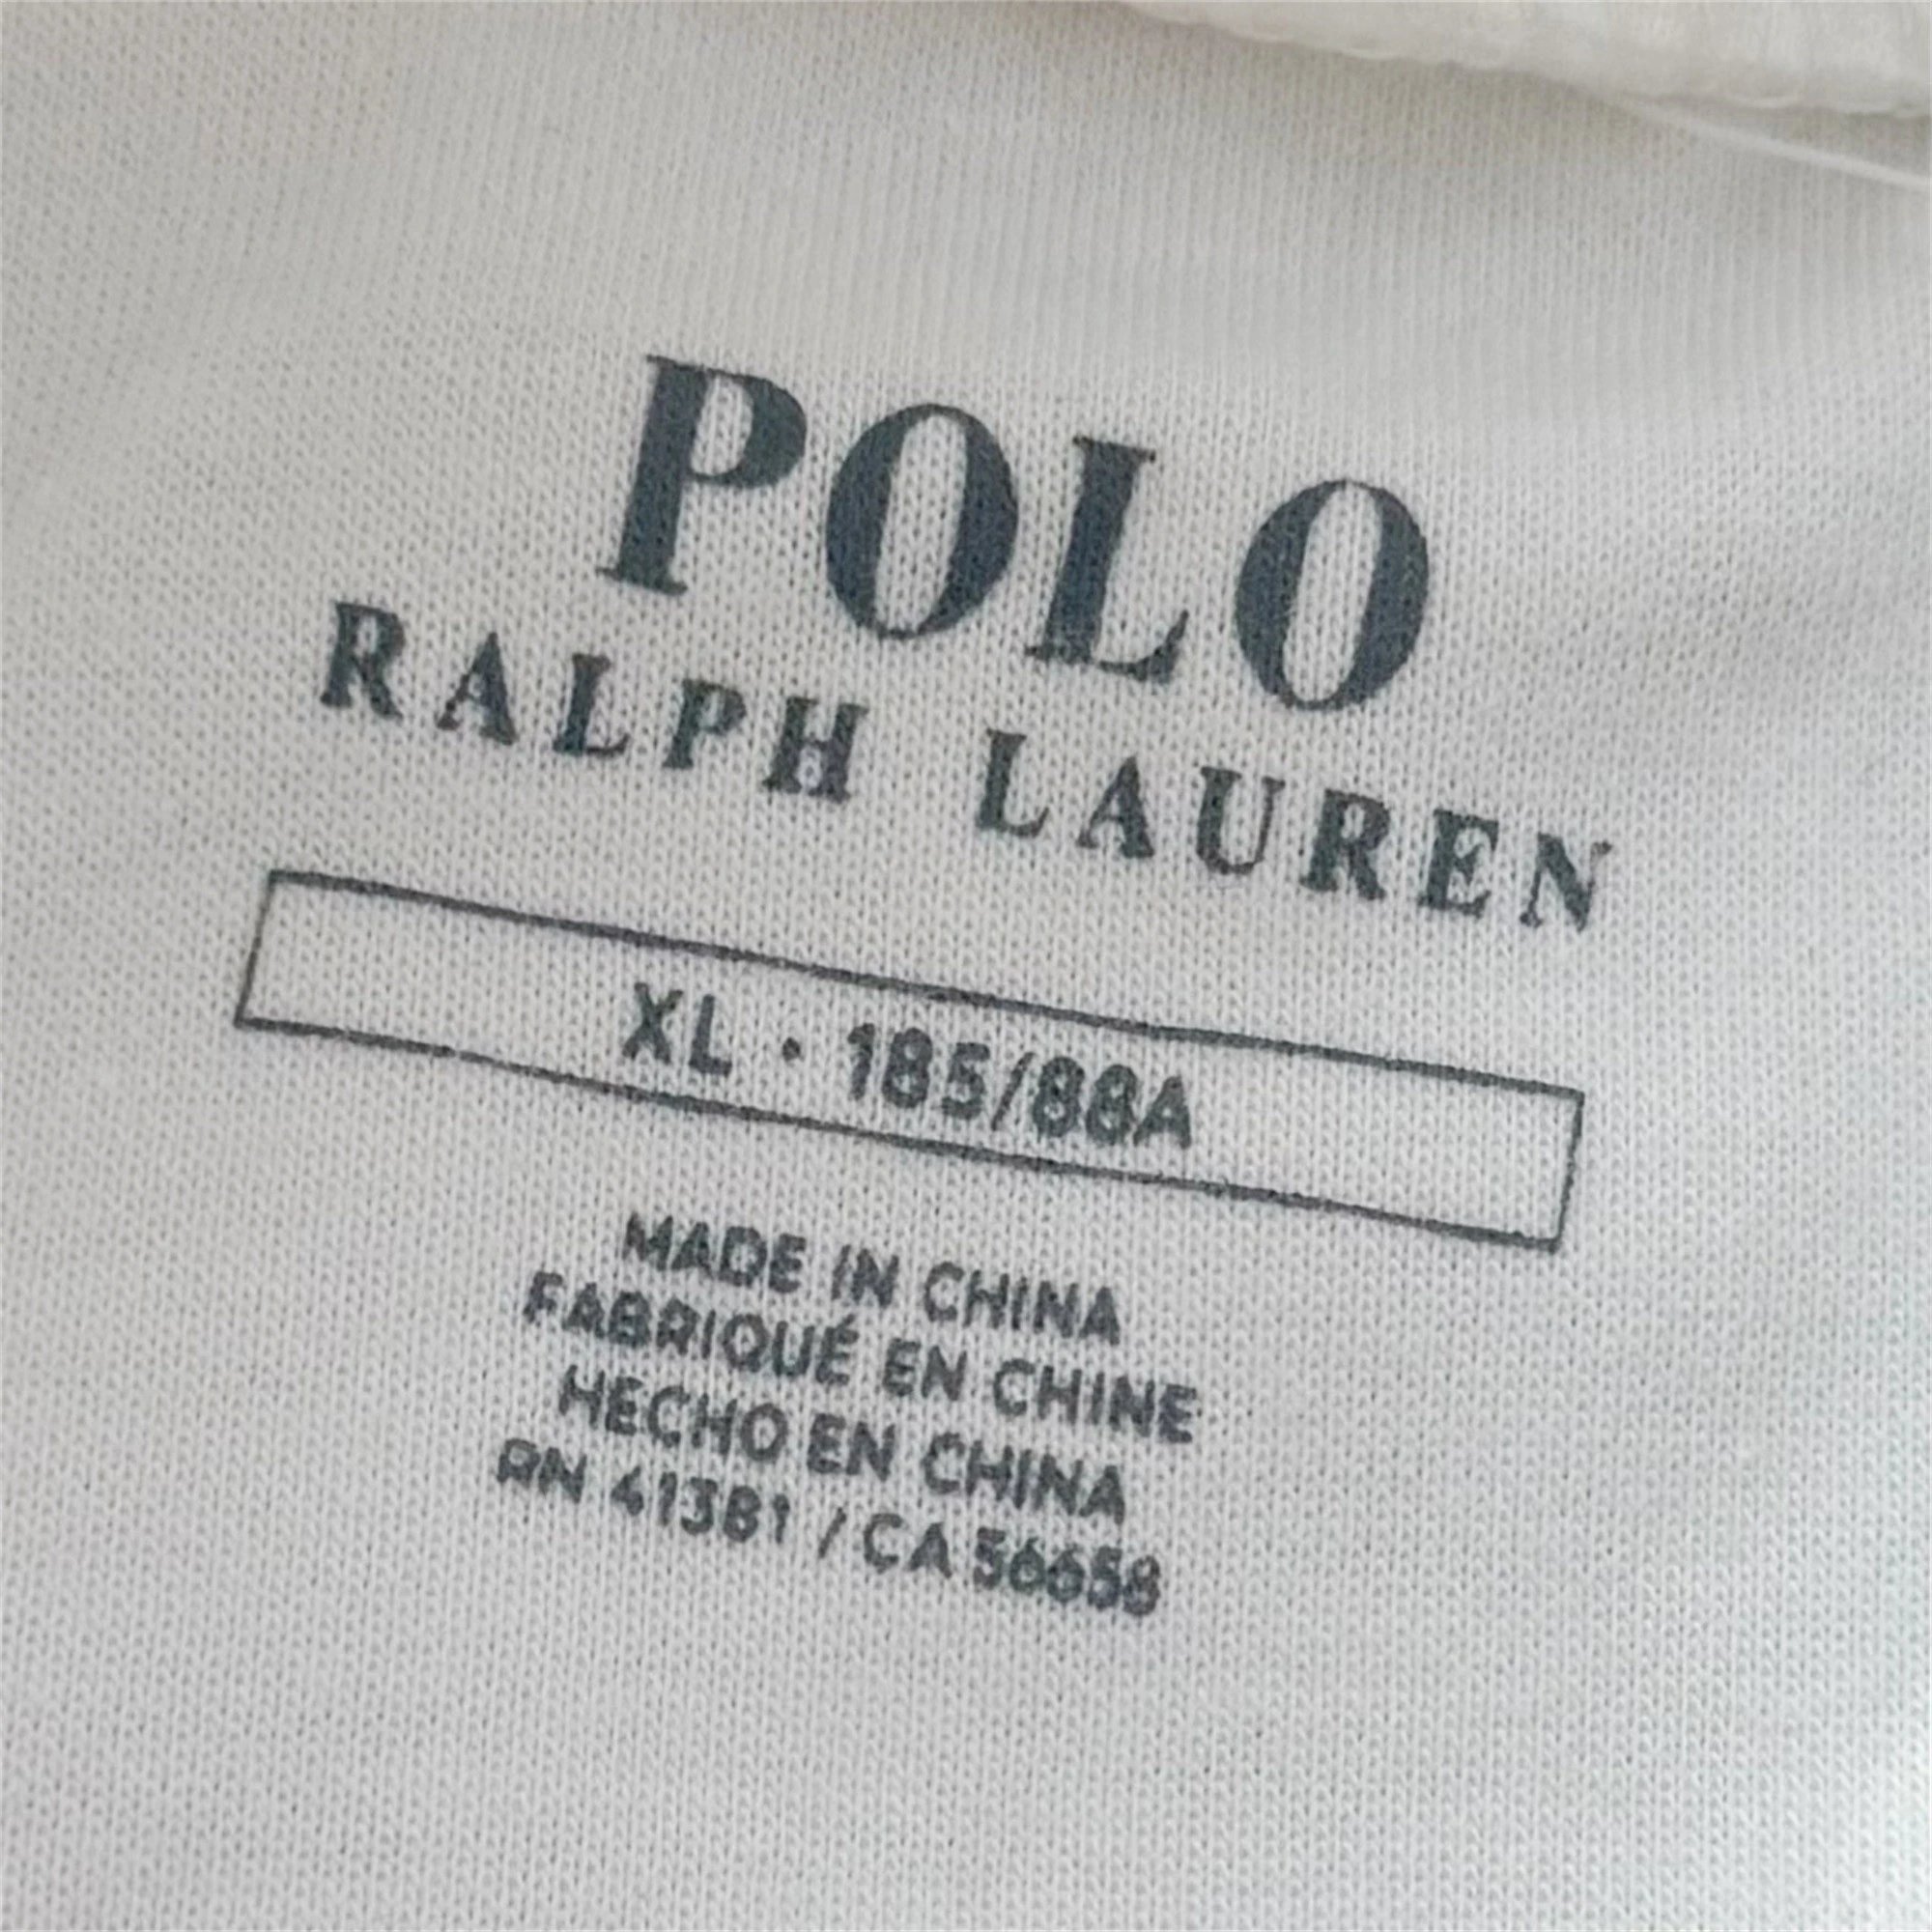 POLO
RALPH LAUREN
XL · 185/88A
MADE IN CHINA
FABRIQUÉ EN CHINE
HECHO EN CHINA
RN 41381 / CA 56658